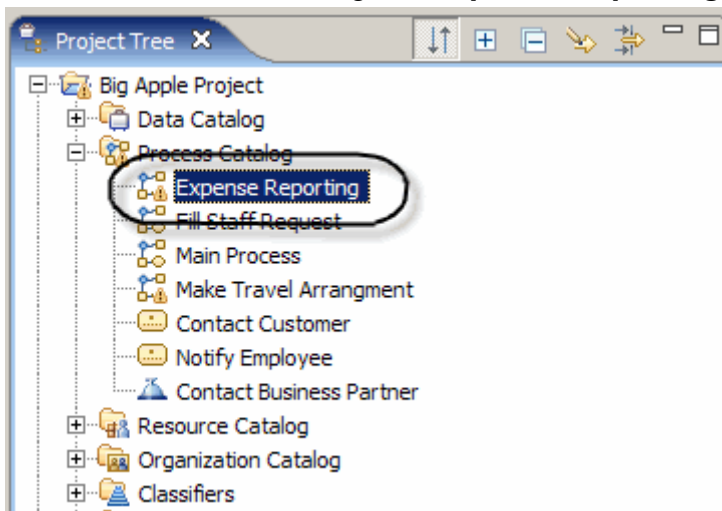 Project Tree
Big Apple Project
Data Catalog
Process Catalog
Expense Reporting
Fill Staff Request
Main Process
Make Travel Arrangment
Contact Customer
Notify Employee
Contact Business Partner
Resource Catalog
Organization Catalog
Classifiers